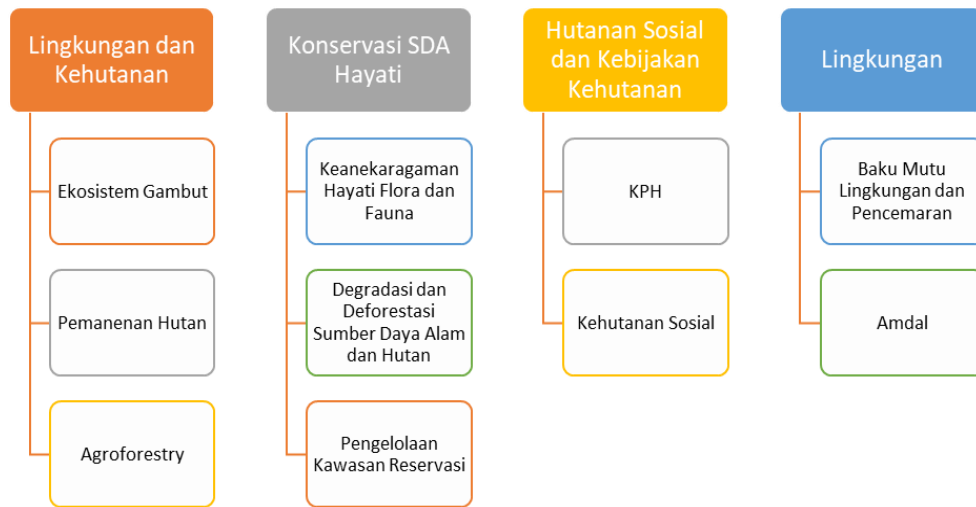 Lingkungan dan
Kehutanan
Ekosistem Gambut
Pemanenan Hutan
Agroforestry
Konservasi SDA
Hayati
Keanekaragaman
Hayati Flora dan
Fauna
Degradasi dan
Deforestasi
Sumber Daya Alam
dan Hutan
Pengelolaan
Kawasan Reservasi
Hutanan Sosial
dan Kebijakan
Kehutanan
KPH
Kehutanan Sosial
Lingkungan
Baku Mutu
Lingkungan dan
Pencemaran
Amdal